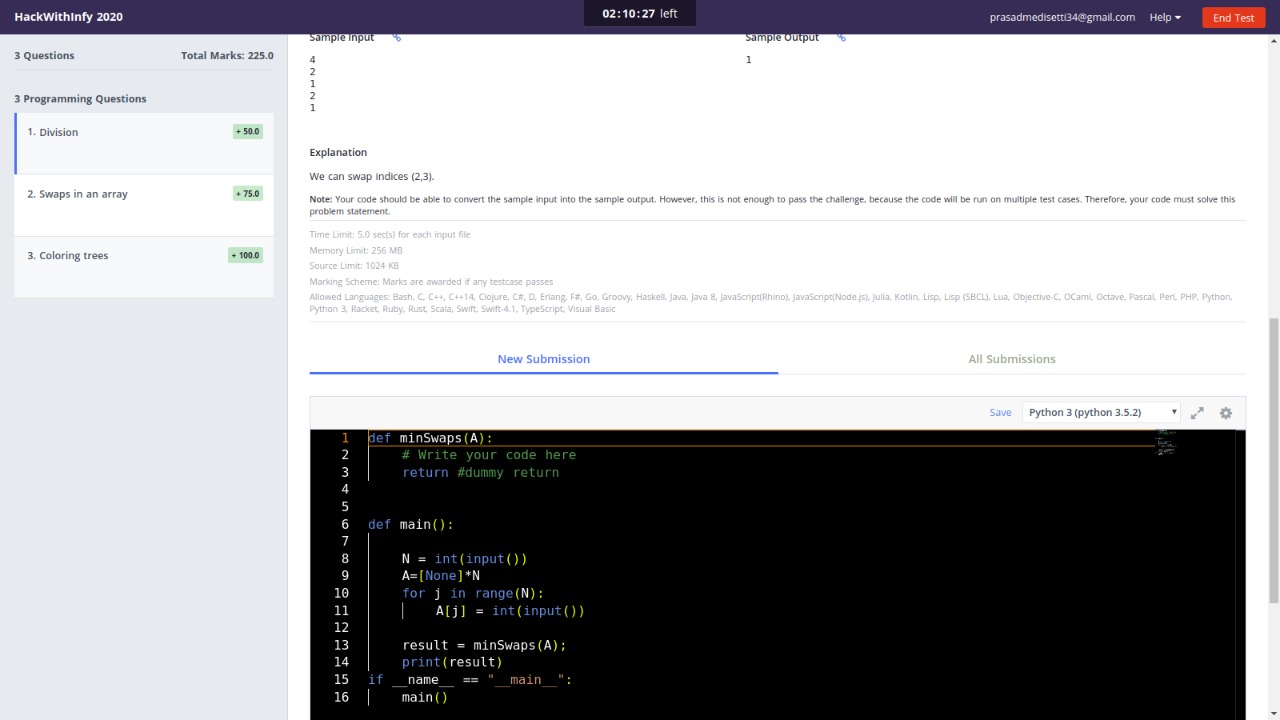 HackWithInfy 2020
02:10:27 left
prasadmedisetti34@gmail.com
Help
End Test
3 Questions
Total Marks: 225.0
3 Programming Questions
1. Division
+ 50.0
2. Swaps in an array
+ 75.0
3. Coloring trees
+ 100.0
Sample Input
Sample Output
4
2
1
2
1
1
Explanation
We can swap indices (2,3).
Note: Your code should be able to convert the sample input into the sample output. However, this is not enough to pass the challenge, because the code will be run on multiple test cases. Therefore, your code must solve this
problem statement.
Time Limit: 5.0 sec(s) for each input file
Memory Limit: 256 MB
Source Limit: 1024 KB
Marking Scheme: Marks are awarded if any testcase passes
Allowed Languages: Bash, C, C++, C++14, Clojure, C#, D, Erlang, F#, Go, Groovy, Haskell, Java, Java 8, JavaScript(Rhino), JavaScript(Node.js), Julia, Kotlin, Lisp, Lisp (SBCL), Lua, Objective-C, OCaml, Octave, Pascal, Perl, PHP, Python,
Python 3, Racket, Ruby, Rust, Scala, Swift, Swift-4.1, TypeScript, Visual Basic
New Submission
All Submissions
Save
Python 3 (python 3.5.2)
1 def minSwaps(A):
2 # Write your code here
3 return #dummy return
4
5
6 def main():
7
8 N = int(input())
9 A=[None]*N
10 for j in range(N):
11 A[j] = int(input())
12
13 result = minSwaps(A);
14 print(result)
15 if __name__ == "__main__":
16 main()